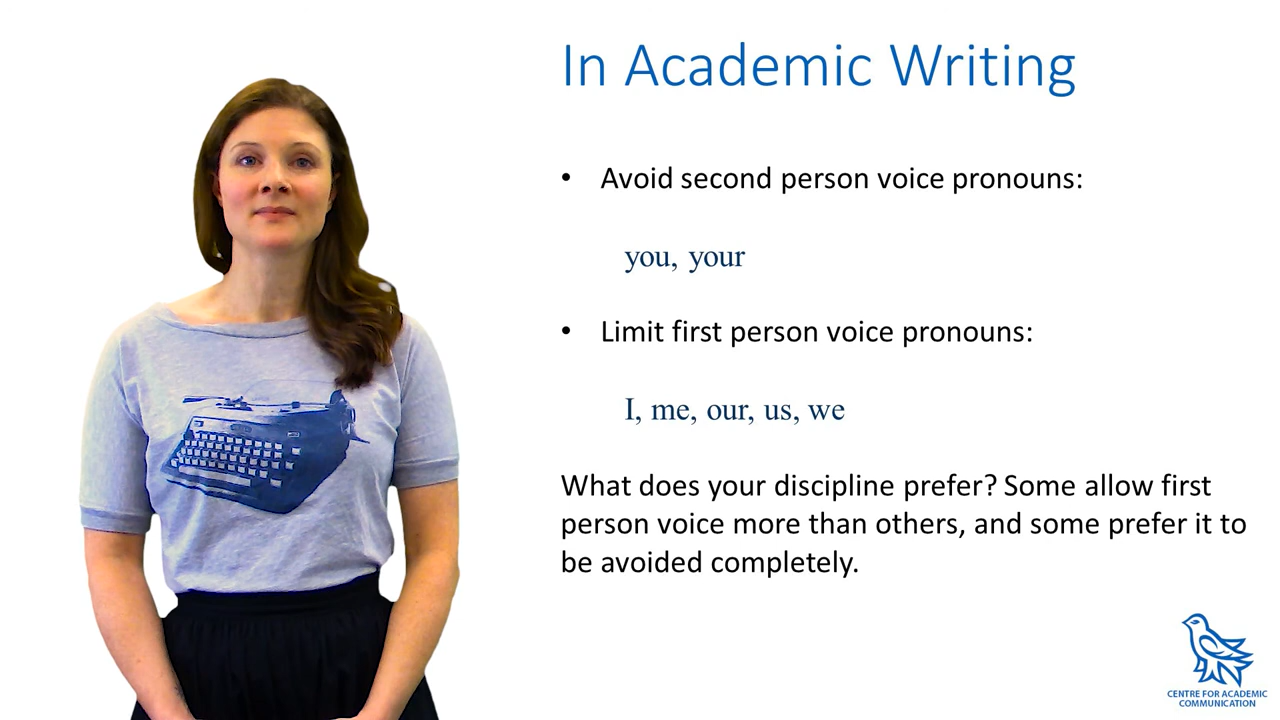 In Academic Writing
• Avoid second person voice pronouns:
you, your
• Limit first person voice pronouns:
I, me, our, us, we
What does your discipline prefer? Some allow first
person voice more than others, and some prefer it to
be avoided completely.
CENTRE FOR ACADEMIC
COMMUNICATION